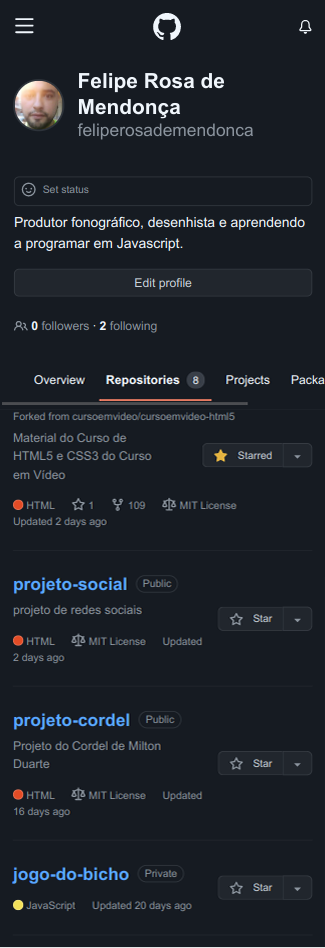 Felipe Rosa de
Mendonça
feliperosademendonca
Set status
Produtor fonográfico, desenhista e aprendendo
a programar em Javascript.
Edit profile
0 followers · 2 following
Overview Repositories 8 Projects Packa
Forked from cursoemvideo/cursoemvideo-html5
Material do Curso de
HTML5 e CSS3 do Curso
em Vídeo
Starred
HTML 1 109 MIT License
Updated 2 days ago
projeto-social Public
projeto de redes sociais
Star
HTML MIT License Updated
2 days ago
projeto-cordel Public
Projeto do Cordel de Milton
Duarte
Star
HTML MIT License Updated
16 days ago
jogo-do-bicho Private
Star
JavaScript Updated 20 days ago